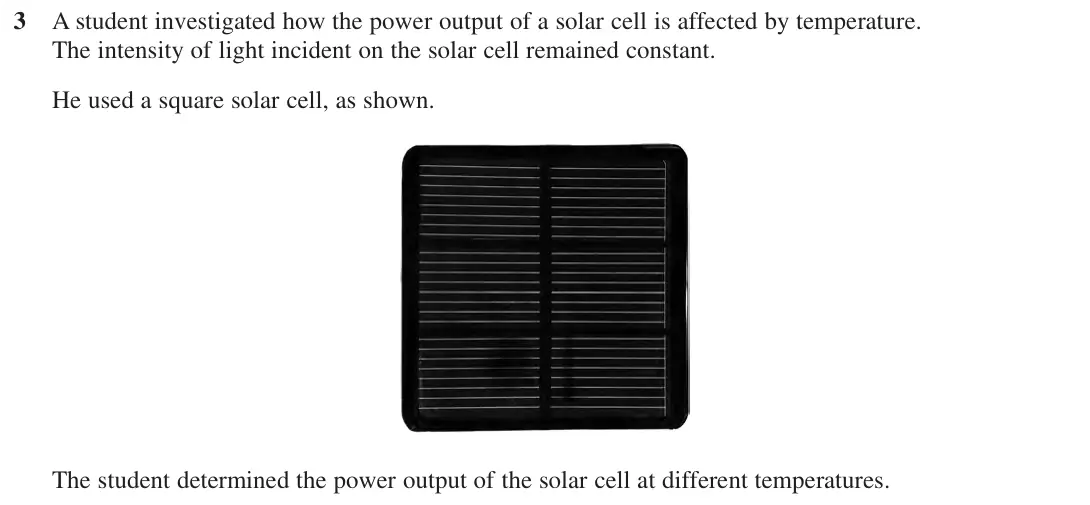 3 A student investigated how the power output of a solar cell is affected by temperature.
The intensity of light incident on the solar cell remained constant.
He used a square solar cell, as shown.
The student determined the power output of the solar cell at different temperatures.